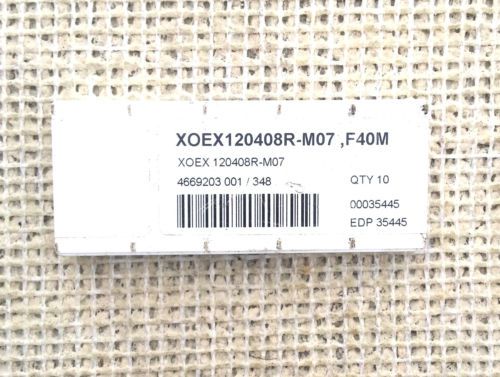 XOEX120408R-M07 ,F40M
XOEX 120408R-M07
4669203 001 / 348 QTY 10
00035445
EDP 35445